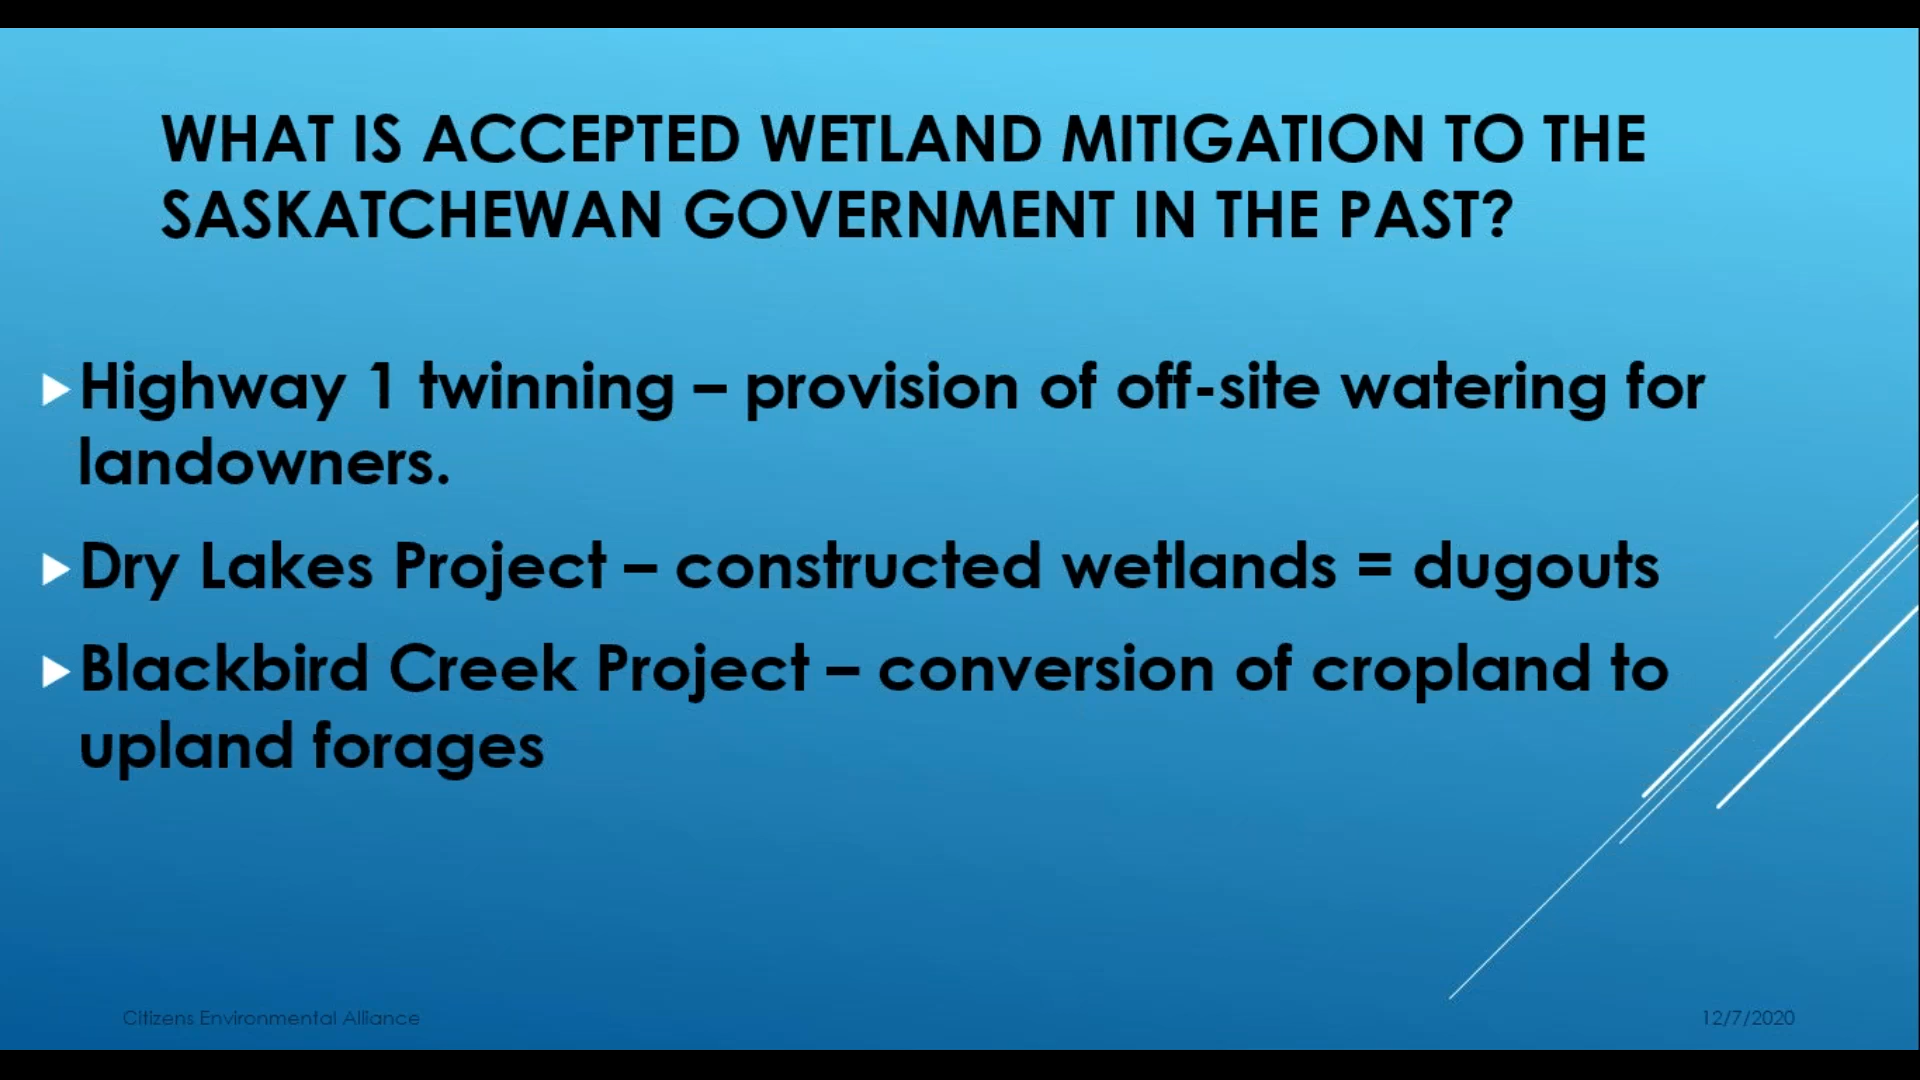 WHAT IS ACCEPTED WETLAND MITIGATION TO THE
SASKATCHEWAN GOVERNMENT IN THE PAST?
Highway 1 twinning – provision of off-site watering for
landowners.
Dry Lakes Project – constructed wetlands = dugouts
Blackbird Creek Project – conversion of cropland to
upland forages
Citizens Environmental Alliance
12/7/2020